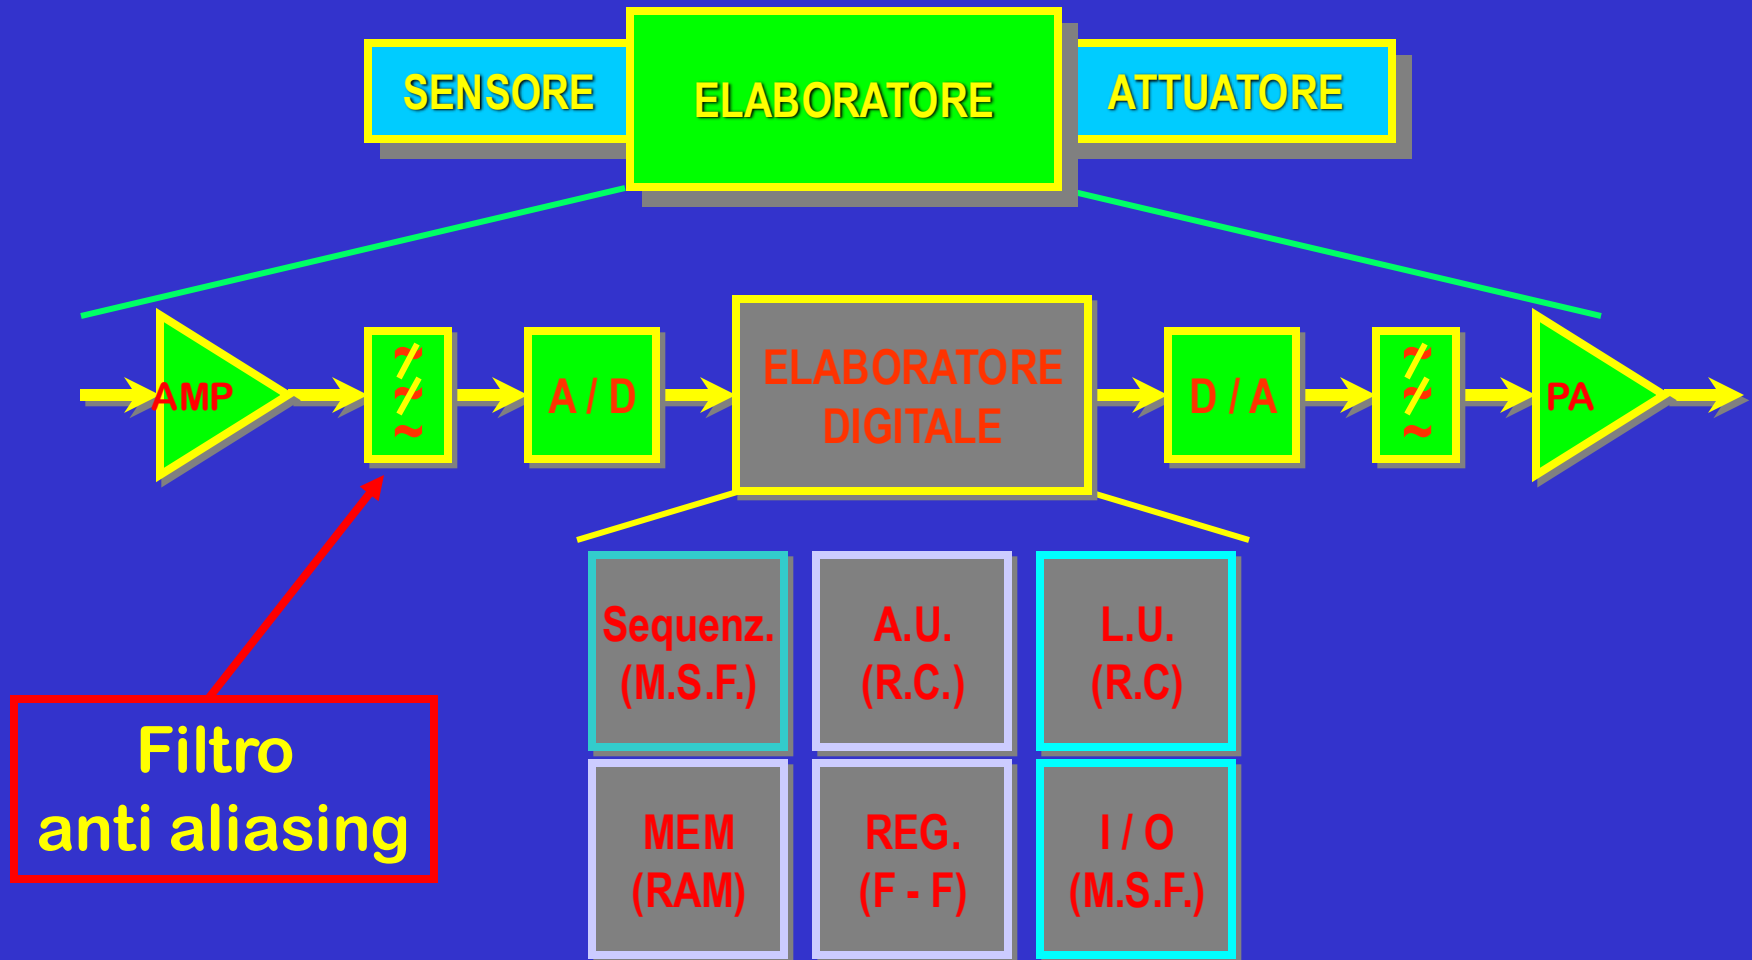 SENSORE
ELABORATORE
ATTUATORE
AMP
~
~
~
A / D
ELABORATORE
DIGITALE
D / A
~
~
~
PA
Sequenz.
(M.S.F.)
A.U.
(R.C.)
L.U.
(R.C)
Filtro
anti aliasing
MEM
(RAM)
REG.
(F - F)
I / O
(M.S.F.)